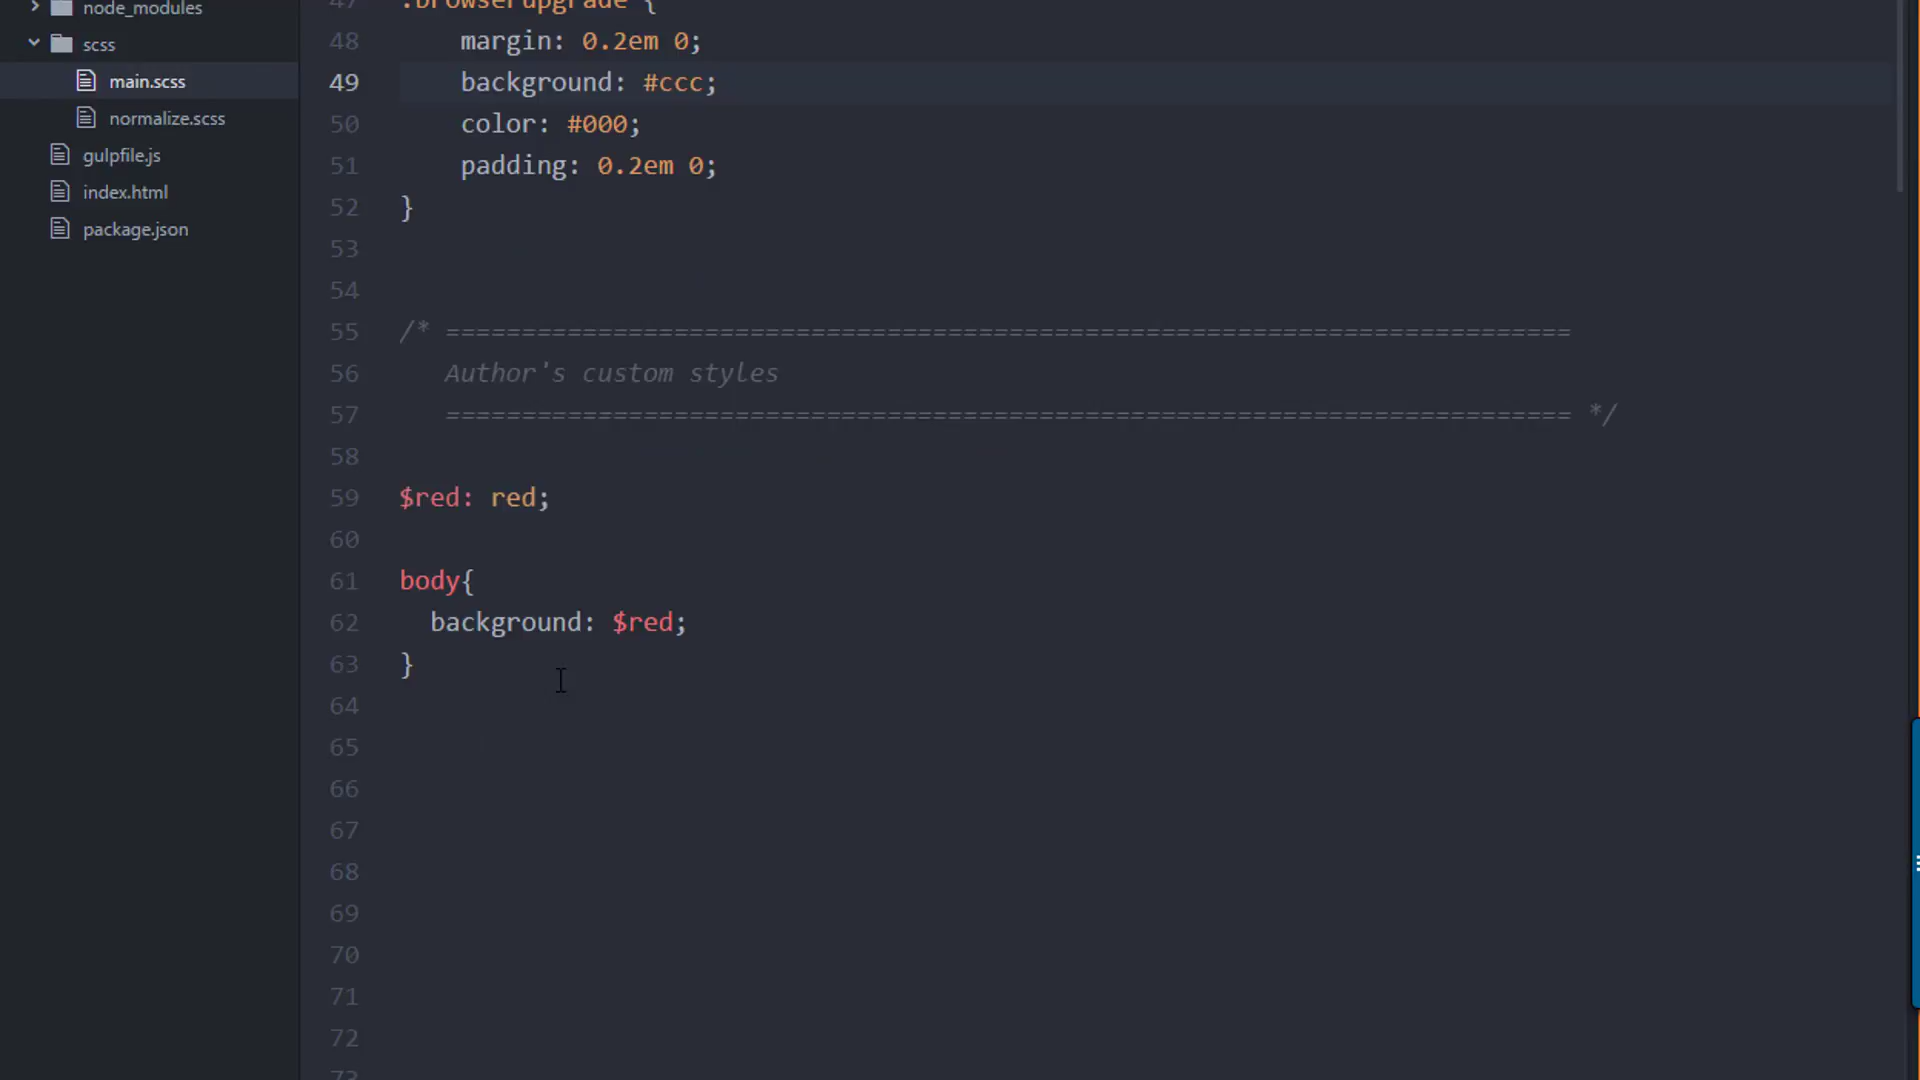 node_modules
scss
main.scss
normalize.scss
gulpfile.js
index.html
package.json
47 .browserupgrade {
48 margin: 0.2em 0;
49 background: #ccc;
50 color: #000;
51 padding: 0.2em 0;
52 }
53
54
55 /* ==========================================================================
56 Author's custom styles
57 ========================================================================== */
58
59 $red: red;
60
61 body{
62 background: $red;
63 }
64
65
66
67
68
69
70
71
72
73